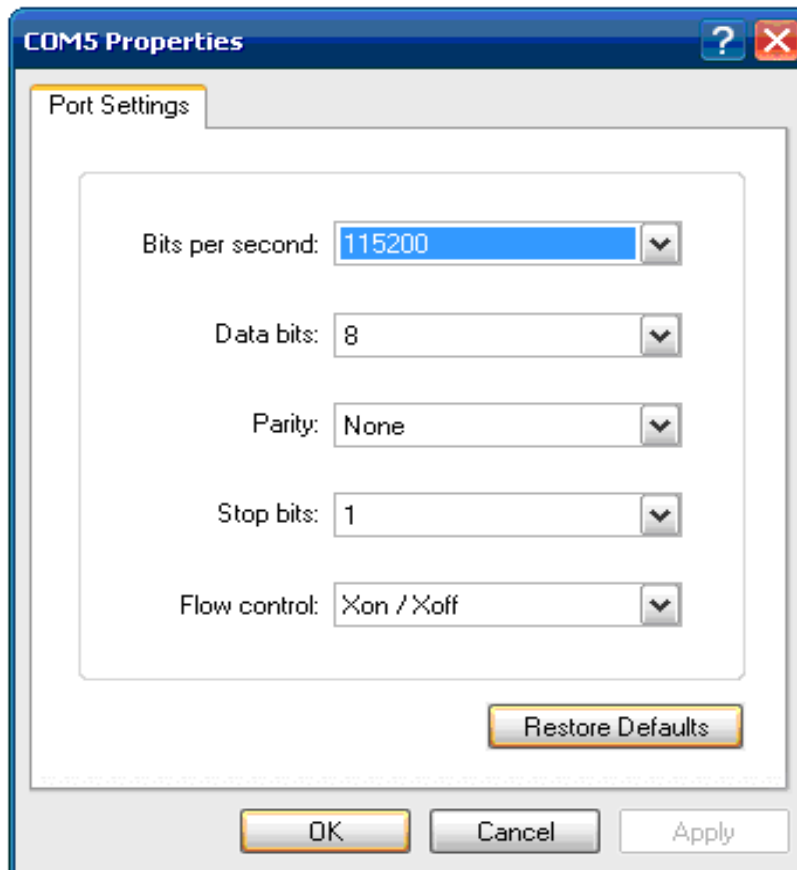 COM5 Properties
Port Settings
Bits per second: 115200
Data bits: 8
Parity: None
Stop bits: 1
Flow control: Xon / Xoff
Restore Defaults
OK Cancel Apply